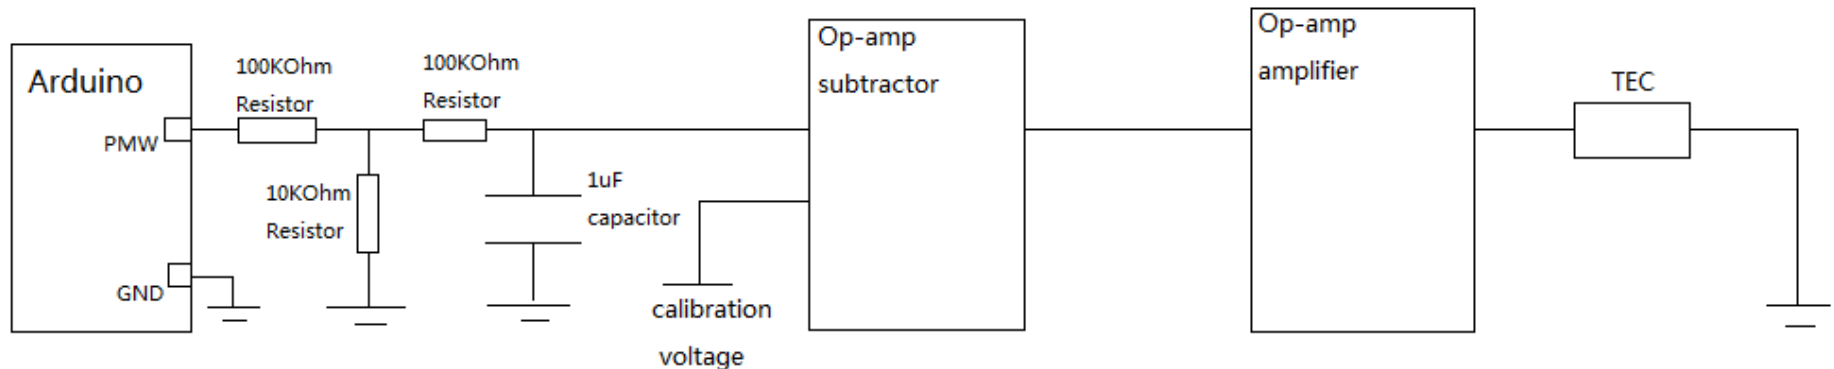 Arduino
PMW
GND
100KOhm
Resistor
10KOhm
Resistor
100KOhm
Resistor
1uF
capacitor
calibration
voltage
Op-amp
subtractor
Op-amp
amplifier
TEC